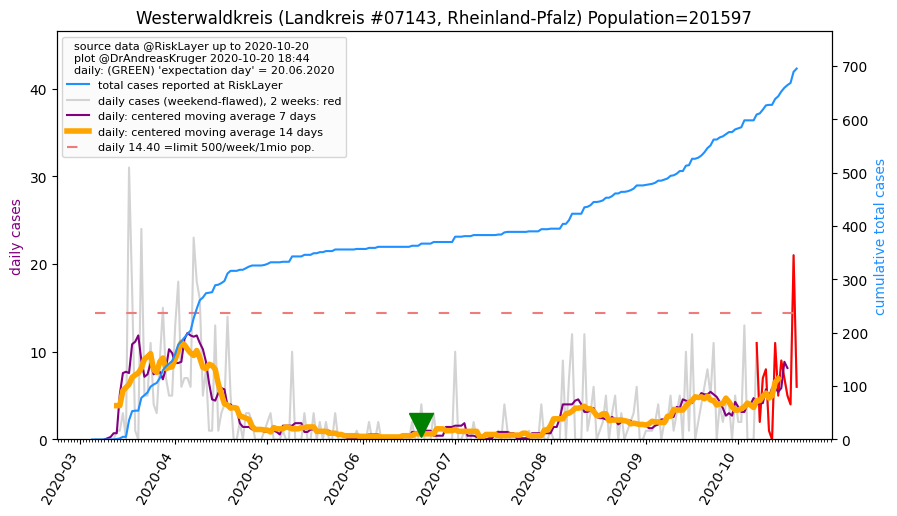 Westerwaldkreis (Landkreis #07143, Rheinland-Pfalz) Population=201597
source data @RiskLayer up to 2020-10-20
plot @DrAndreasKruger 2020-10-20 18:44
daily: (GREEN) 'expectation day' = 20.06.2020
total cases reported at RiskLayer
daily cases (weekend-flawed), 2 weeks: red
daily: centered moving average 7 days
daily: centered moving average 14 days
daily 14.40 =limit 500/week/1mio pop.
daily cases
40
30
20
10
0
cumulative total cases
700
600
500
400
300
200
100
0
2020-03
2020-04
2020-05
2020-06
2020-07
2020-08
2020-09
2020-10